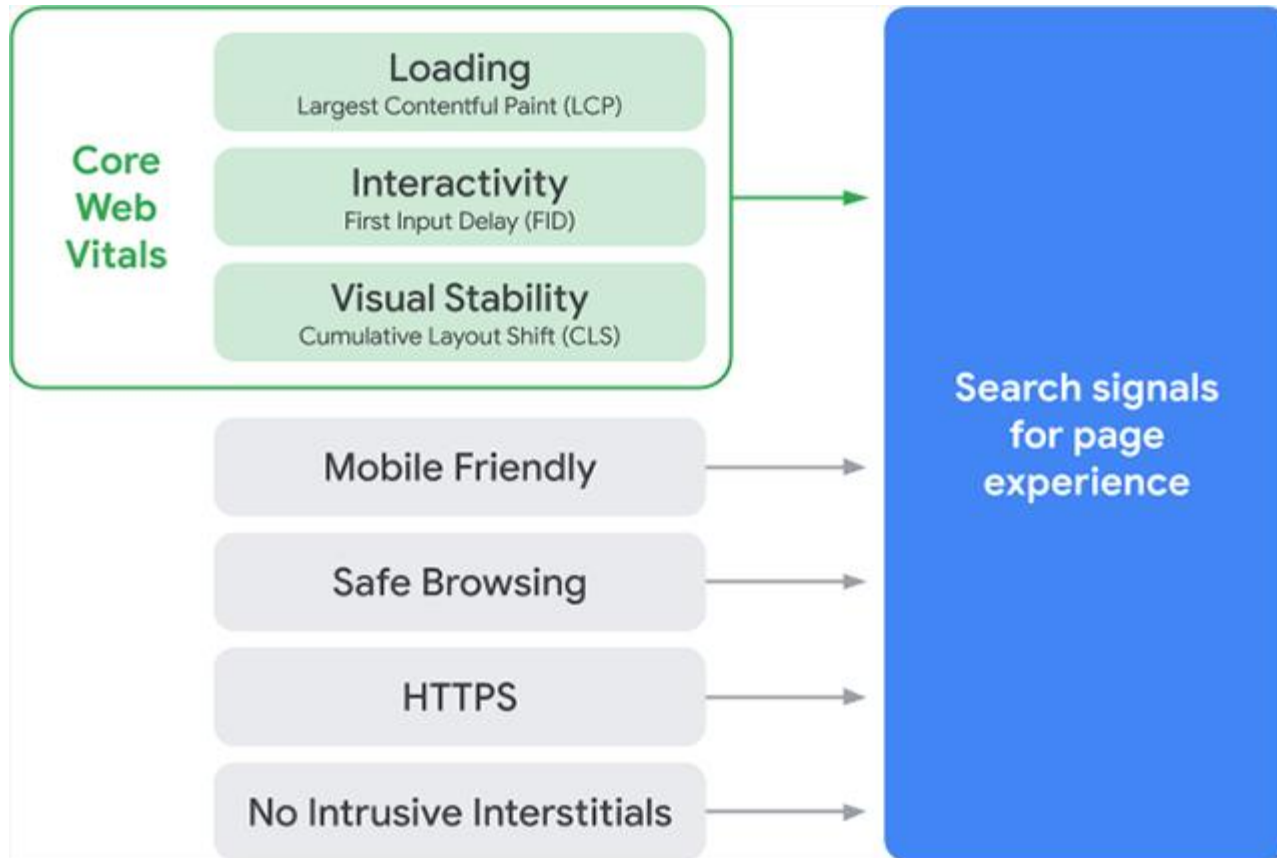 Core
Web
Vitals
Loading
Largest Contentful Paint (LCP)
Interactivity
First Input Delay (FID)
Visual Stability
Cumulative Layout Shift (CLS)
Mobile Friendly
Safe Browsing
HTTPS
No Intrusive Interstitials
Search signals
for page
experience